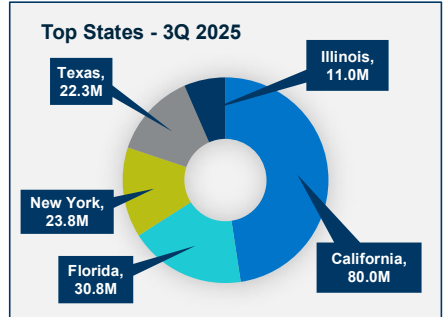 Top States - 3Q 2025
Illinois,
11.0M
Texas,
22.3M
New York,
23.8M
Florida,
30.8M
California,
80.0M